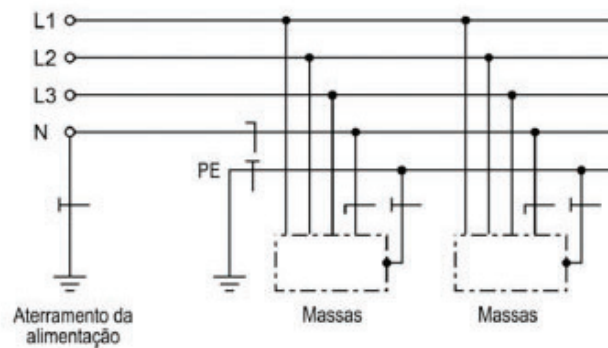 L1
L2
L3
N
PE
Aterramento da
alimentação
Massas
Massas